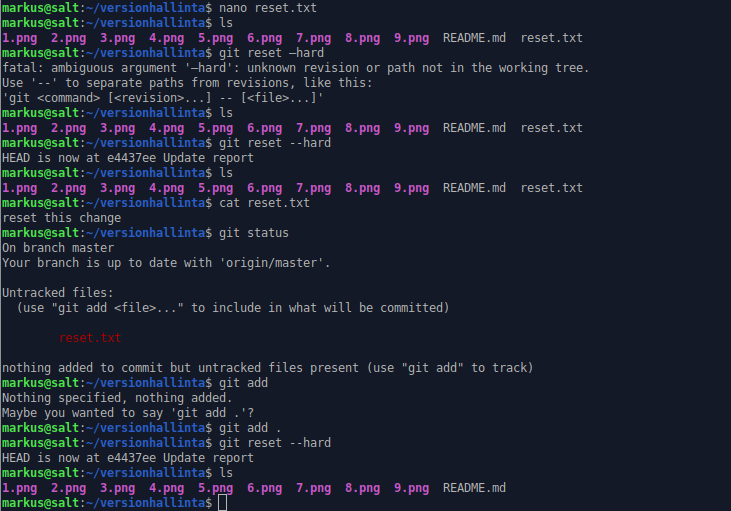 markus@salt:~/versionhallinta$ nano reset.txt
markus@salt:~/versionhallinta$ ls
1.png  2.png  3.png  4.png  5.png  6.png  7.png  8.png  9.png  README.md  reset.txt
markus@salt:~/versionhallinta$ git reset –hard
fatal: ambiguous argument '–hard': unknown revision or path not in the working tree.
Use '--' to separate paths from revisions, like this:
'git <command> [<revision>...] -- [<file>...]'
markus@salt:~/versionhallinta$ ls
1.png  2.png  3.png  4.png  5.png  6.png  7.png  8.png  9.png  README.md  reset.txt
markus@salt:~/versionhallinta$ git reset --hard
HEAD is now at e4437ee Update report
markus@salt:~/versionhallinta$ ls
1.png  2.png  3.png  4.png  5.png  6.png  7.png  8.png  9.png  README.md  reset.txt
markus@salt:~/versionhallinta$ cat reset.txt
reset this change
markus@salt:~/versionhallinta$ git status
On branch master
Your branch is up to date with 'origin/master'.
Untracked files:
  (use "git add <file>..." to include in what will be committed)
        reset.txt
nothing added to commit but untracked files present (use "git add" to track)
markus@salt:~/versionhallinta$ git add
Nothing specified, nothing added.
Maybe you wanted to say 'git add .'?
markus@salt:~/versionhallinta$ git add .
markus@salt:~/versionhallinta$ git reset --hard
HEAD is now at e4437ee Update report
markus@salt:~/versionhallinta$ ls
1.png  2.png  3.png  4.png  5.png  6.png  7.png  8.png  9.png  README.md
markus@salt:~/versionhallinta$